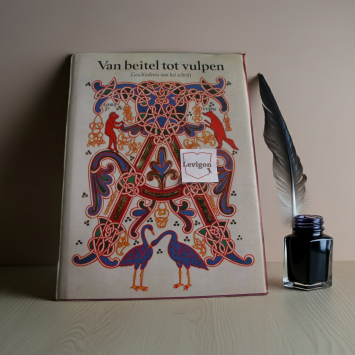 Van beitel tot vulpen
Geschiedenis van het schrift
Levigon